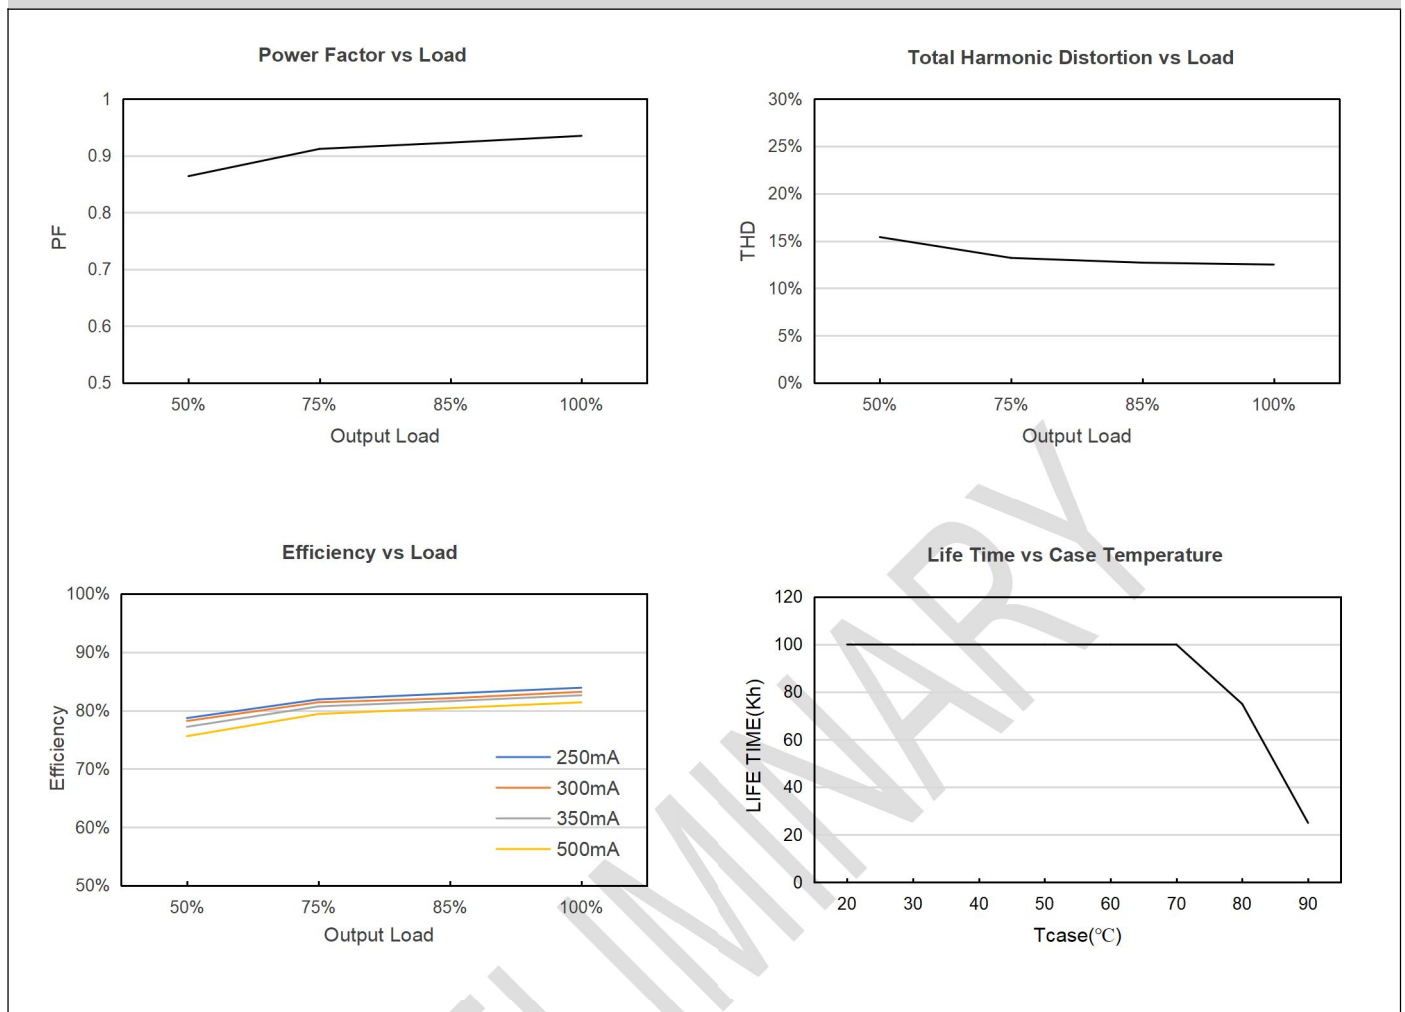 Power Factor vs Load
1
0.9
0.8
0.7
0.6
0.5
PF
50% 75% 85% 100%
Output Load
Total Harmonic Distortion vs Load
30%
25%
20%
15%
10%
5%
0%
THD
50% 75% 85% 100%
Output Load
Efficiency vs Load
100%
90%
80%
70%
60%
50%
Efficiency
250mA
300mA
350mA
500mA
50% 75% 85% 100%
Output Load
Life Time vs Case Temperature
120
100
80
60
40
20
0
LIFE TIME(Kh)
20 30 40 50 60 70 80 90
Tcase(℃)